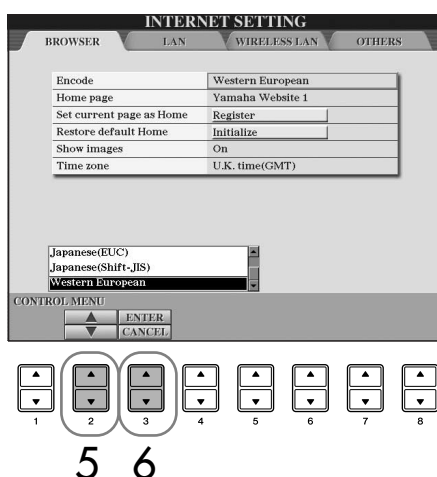 INTERNET SETTING
BROWSER LAN WIRELESS LAN OTHERS
Encode Western European
Home page Yamaha Website 1
Set current page as Home Register
Restore default Home Initialize
Show images On
Time zone U.K. time(GMT)
Japanese(EUC)
Japanese(Shift-JIS)
Western European
CONTROL MENU
ENTER
CANCEL
1 2 3 4 5 6 7 8
5 6